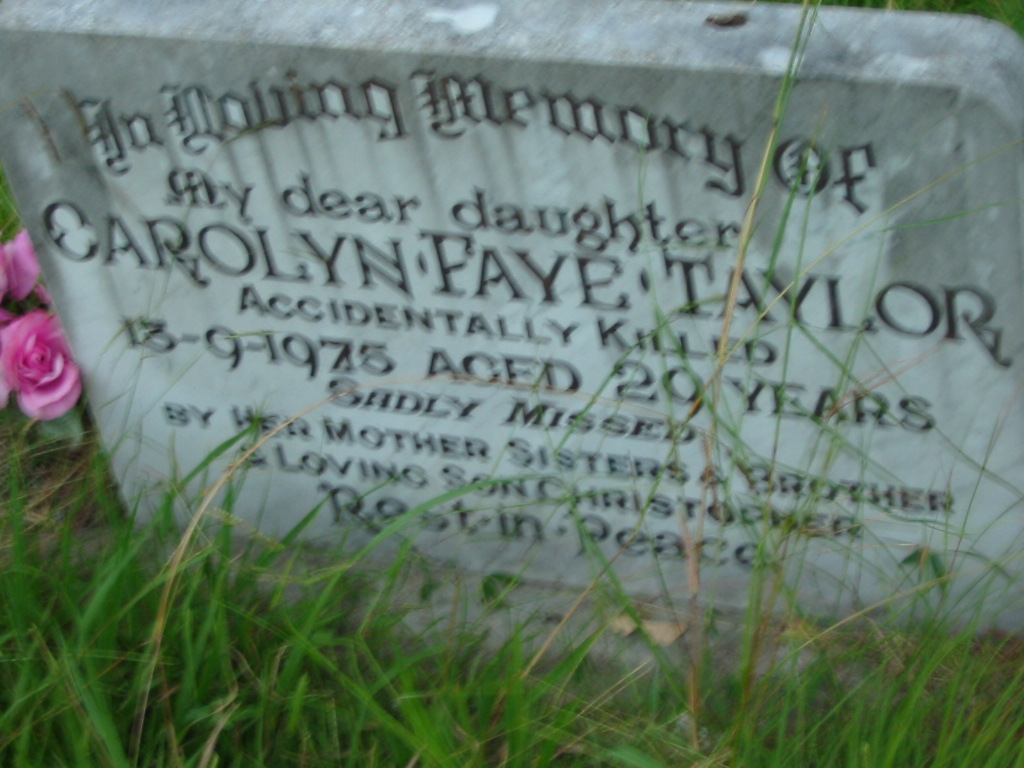 In Loving Memory Of
My dear daughter
CAROLYN·FAYE·TAYLOR
ACCIDENTALLY KILLED
13-9-1975 AGED 20 YEARS
SADLY MISSED
BY HER MOTHER SISTERS & BROTHER
& LOVING SON CHRISTOPHER
Rest·in·Peace